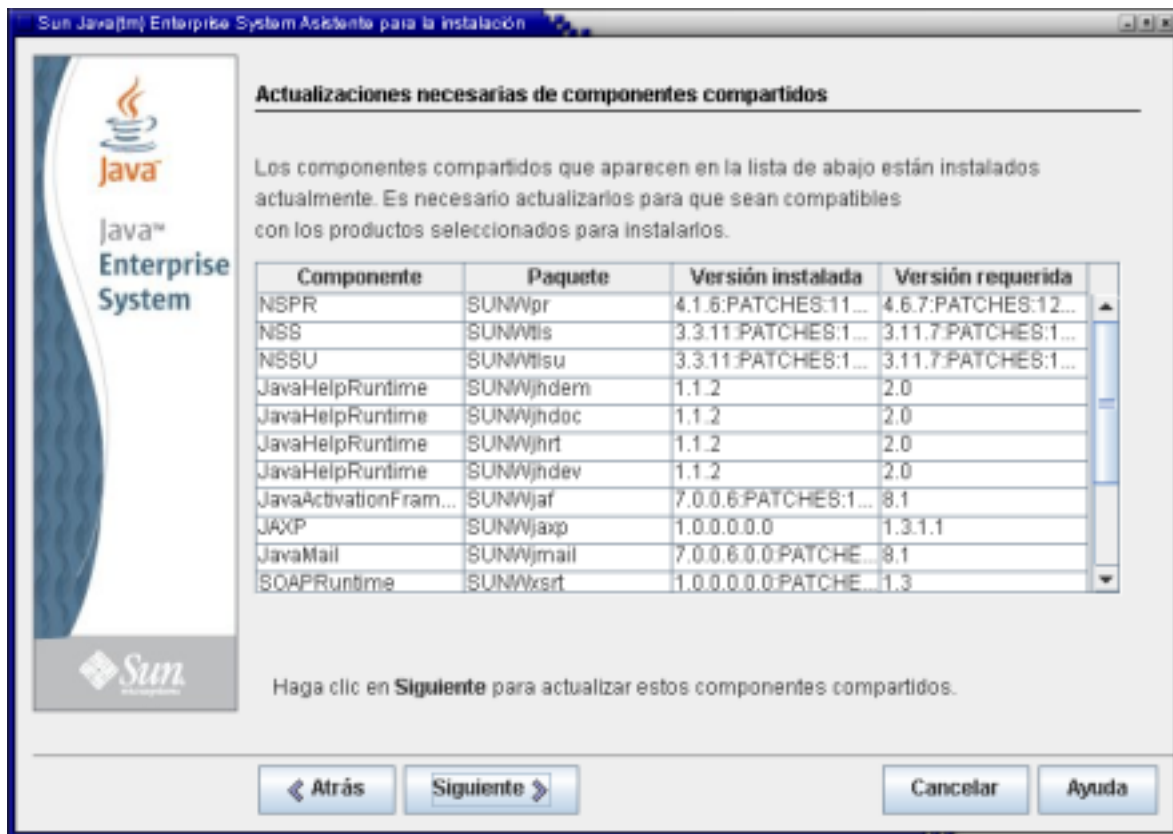 Sun Java(tm) Enterprise System Asistente para la instalación
Java
Java™
Enterprise
System
Sun
microsystems
Actualizaciones necesarias de componentes compartidos
Los componentes compartidos que aparecen en la lista de abajo están instalados
actualmente. Es necesario actualizarlos para que sean compatibles
con los productos seleccionados para instalarlos.
Componente Paquete Versión instalada Versión requerida
NSPR SUNWpr 4.1.6:PATCHES:11... 4.6.7:PATCHES:12...
NSS SUNWtls 3.3.11:PATCHES:1... 3.11.7:PATCHES:1...
NSSU SUNWtlsu 3.3.11:PATCHES:1... 3.11.7:PATCHES:1...
JavaHelpRuntime SUNWjhdem 1.1.2 2.0
JavaHelpRuntime SUNWjhdoc 1.1.2 2.0
JavaHelpRuntime SUNWjhrt 1.1.2 2.0
JavaHelpRuntime SUNWjhdev 1.1.2 2.0
JavaActivationFram... SUNWjaf 7.0.0.6:PATCHES:1... 8.1
JAXP SUNWjaxp 1.0.0.0.0.0 1.3.1.1
JavaMail SUNWjmail 7.0.0.6.0.0:PATCHE... 8.1
SOAPRuntime SUNWxsrt 1.0.0.0.0.0:PATCHE... 1.3
Haga clic en Siguiente para actualizar estos componentes compartidos.
Atrás Siguiente Cancelar Ayuda